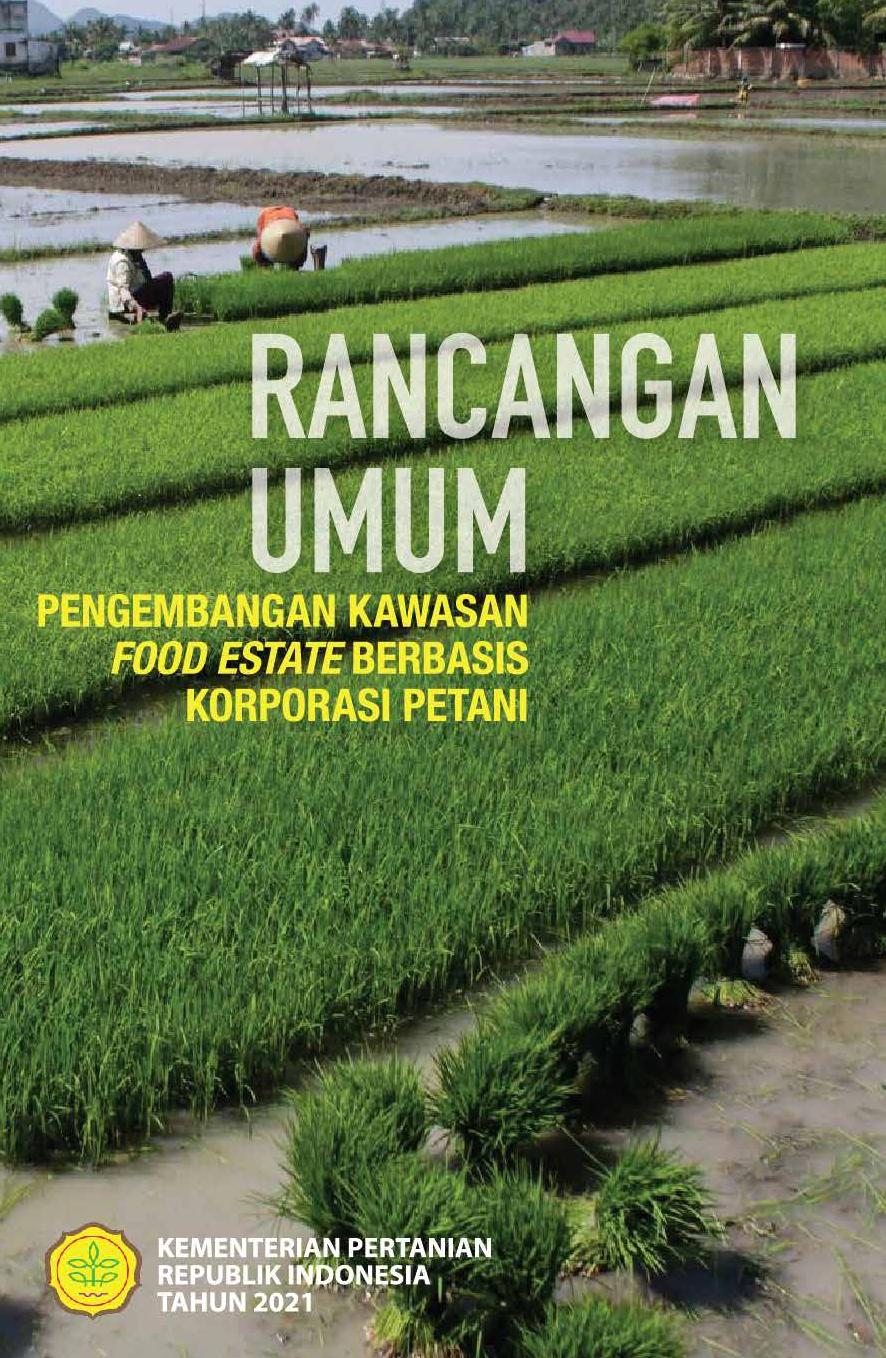 RANCANGAN
UMUM
PENGEMBANGAN KAWASAN
FOOD ESTATE BERBASIS
KORPORASI PETANI
KEMENTERIAN PERTANIAN
REPUBLIK INDONESIA
TAHUN 2021